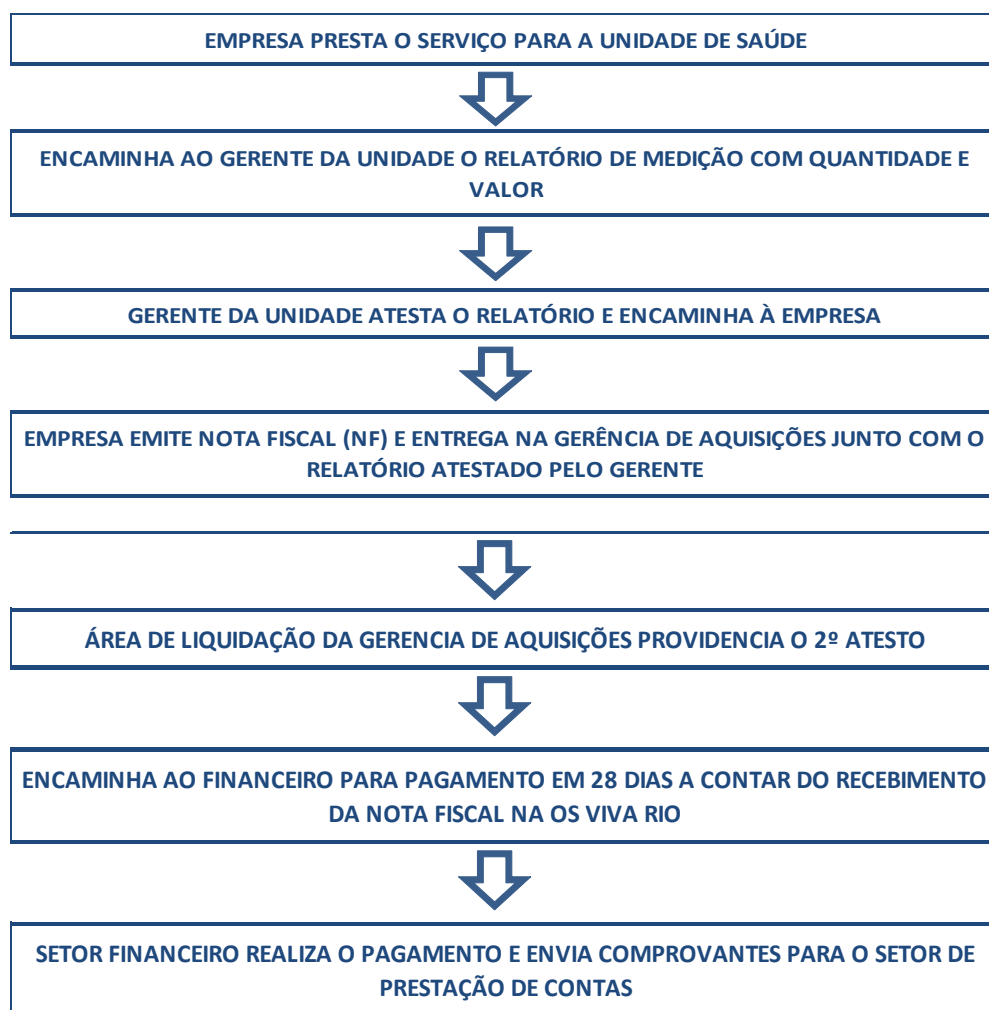 EMPRESA PRESTA O SERVIÇO PARA A UNIDADE DE SAÚDE
ENCAMINHA AO GERENTE DA UNIDADE O RELATÓRIO DE MEDIÇÃO COM QUANTIDADE E
VALOR
GERENTE DA UNIDADE ATESTA O RELATÓRIO E ENCAMINHA À EMPRESA
EMPRESA EMITE NOTA FISCAL (NF) E ENTREGA NA GERÊNCIA DE AQUISIÇÕES JUNTO COM O
RELATÓRIO ATESTADO PELO GERENTE
ÁREA DE LIQUIDAÇÃO DA GERENCIA DE AQUISIÇÕES PROVIDENCIA O 2º ATESTO
ENCAMINHA AO FINANCEIRO PARA PAGAMENTO EM 28 DIAS A CONTAR DO RECEBIMENTO
DA NOTA FISCAL NA OS VIVA RIO
SETOR FINANCEIRO REALIZA O PAGAMENTO E ENVIA COMPROVANTES PARA O SETOR DE
PRESTAÇÃO DE CONTAS